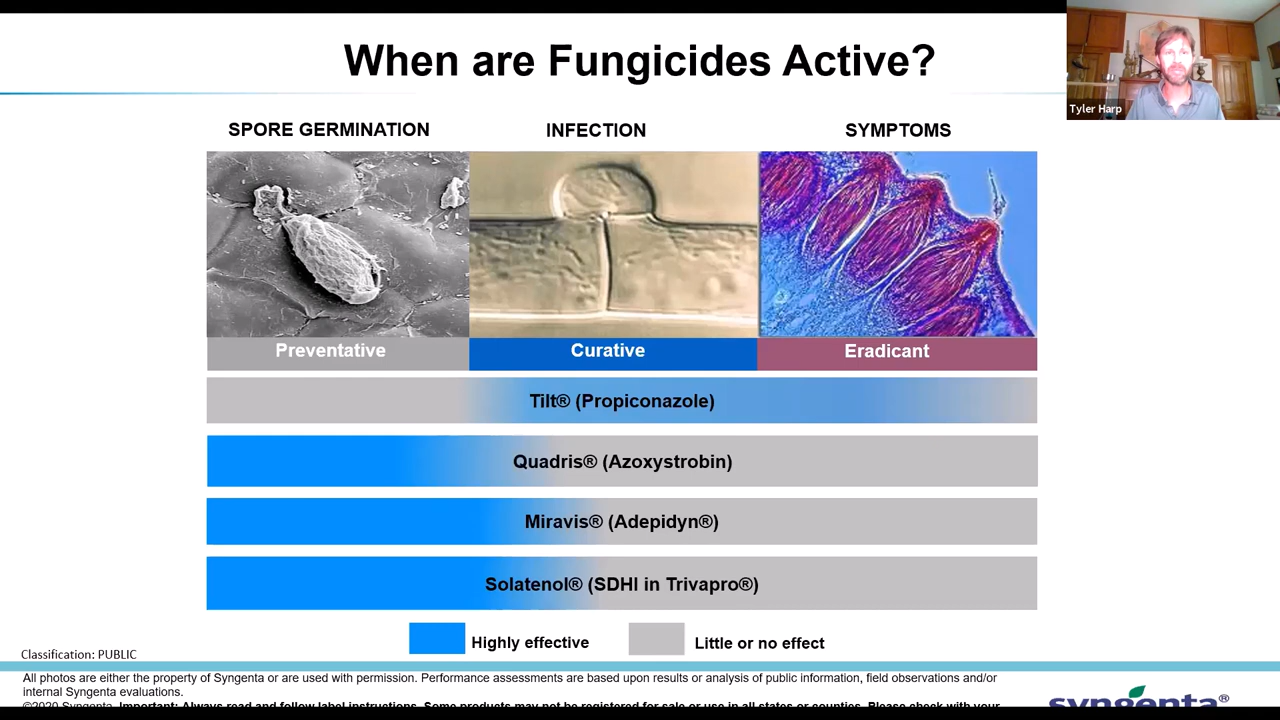 When are Fungicides Active?
Tyler Harp
SPORE GERMINATION INFECTION SYMPTOMS
Preventative Curative Eradicant
Tilt® (Propiconazole)
Quadris® (Azoxystrobin)
Miravis® (Adepidyn®)
Solatenol® (SDHI in Trivapro®)
Highly effective Little or no effect
Classification: PUBLIC
All photos are either the property of Syngenta or are used with permission. Performance assessments are based upon results or analysis of public information, field observations and/or
internal Syngenta evaluations.
©2020 Syngenta. Important: Always read and follow label instructions. Some products may not be registered for sale or use in all states or counties. Please check with your
syngenta®